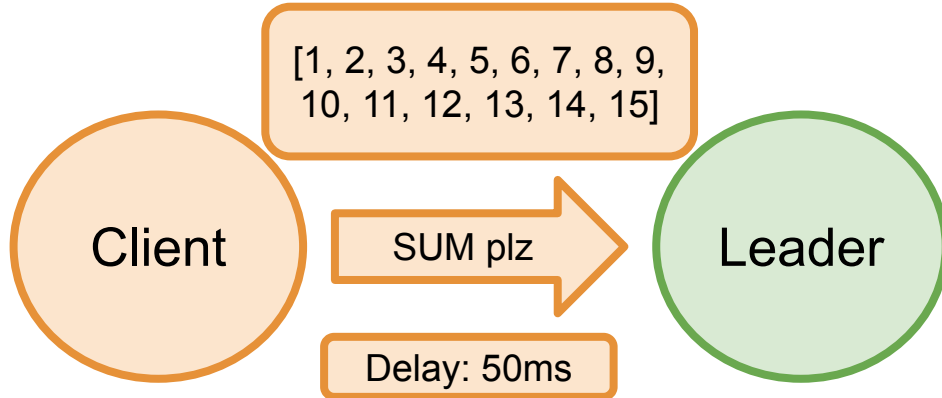 [1, 2, 3, 4, 5, 6, 7, 8, 9,
10, 11, 12, 13, 14, 15]
Client
SUM plz
Leader
Delay: 50ms